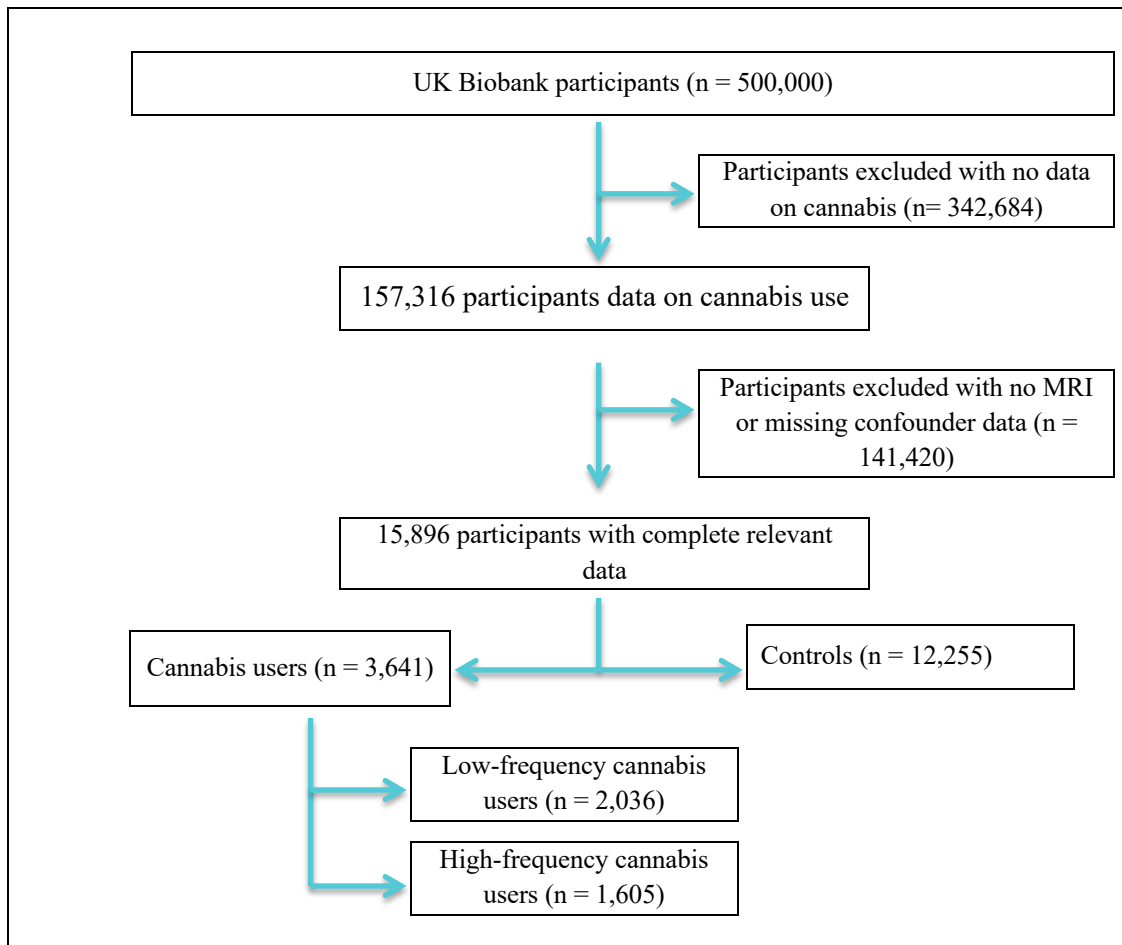 UK Biobank participants (n = 500,000)
Participants excluded with no data
on cannabis (n= 342,684)
157,316 participants data on cannabis use
Participants excluded with no MRI
or missing confounder data (n =
141,420)
15,896 participants with complete relevant
data
Cannabis users (n = 3,641)
Controls (n = 12,255)
Low-frequency cannabis
users (n = 2,036)
High-frequency cannabis
users (n = 1,605)